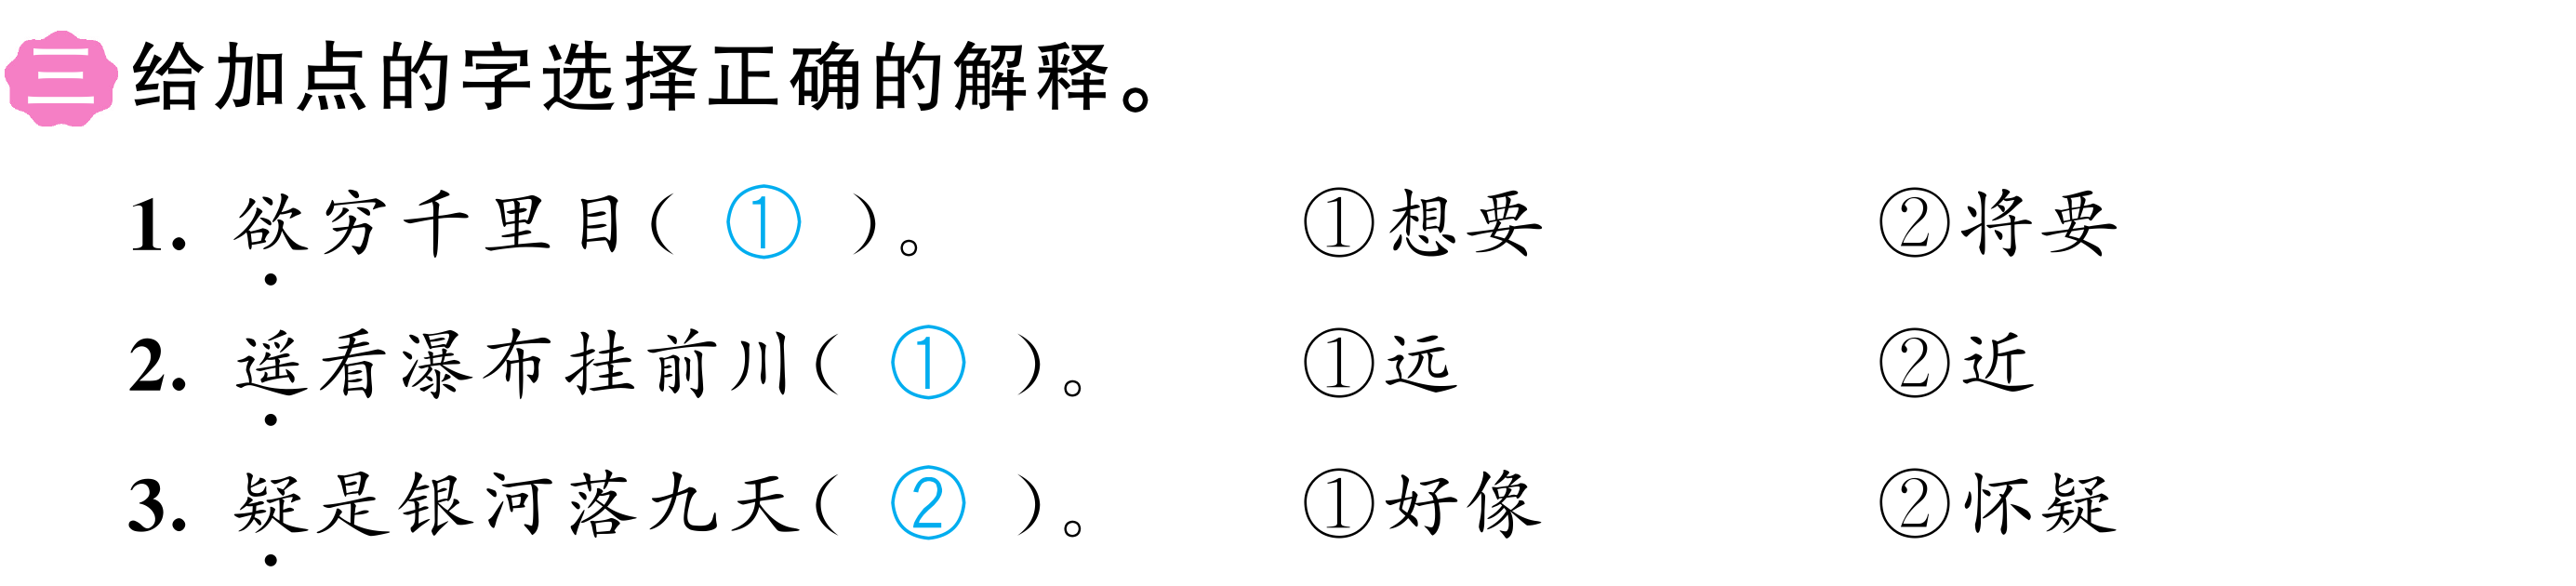 三 给加点的字选择正确的解释。
1. 欲穷千里目( ① )。 ①想要 ②将要
2. 遥看瀑布挂前川( ① )。 ①远 ②近
3. 疑是银河落九天( ② )。 ①好像 ②怀疑